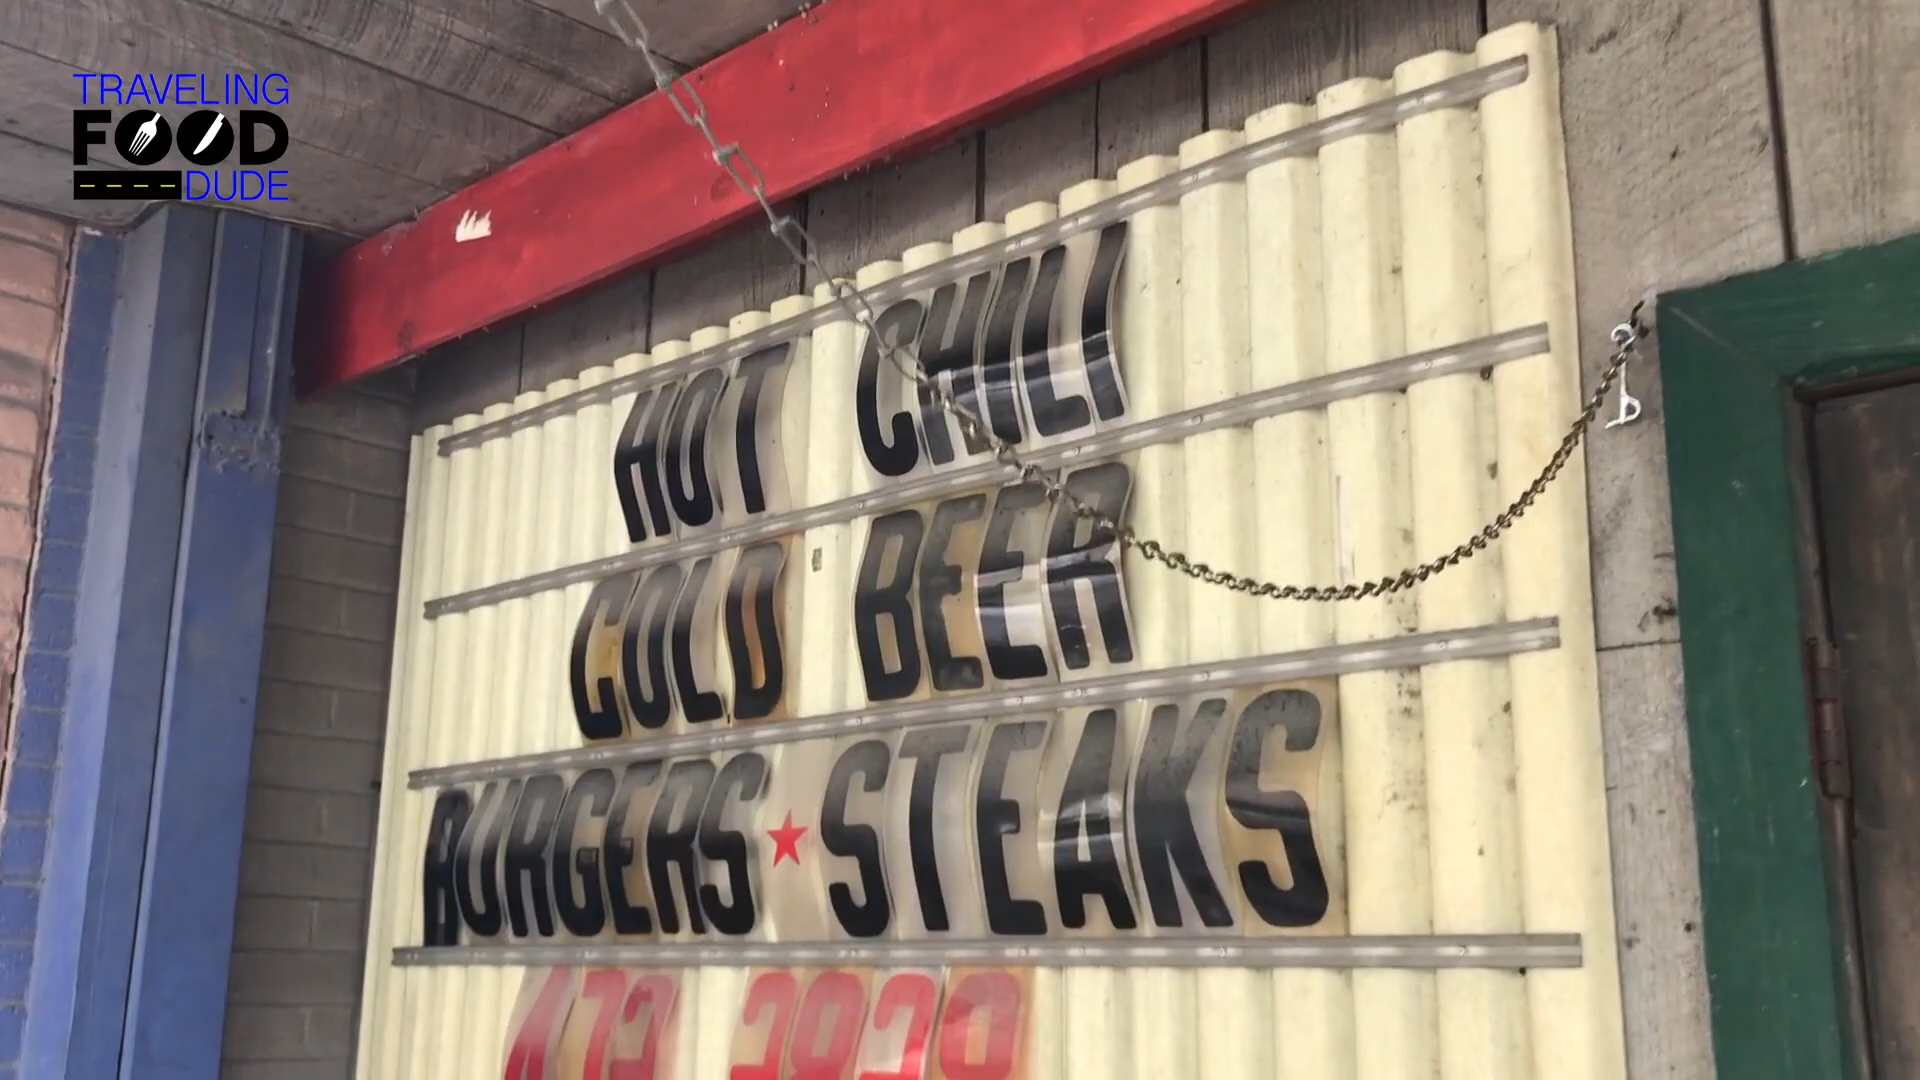 TRAVELING
FOOD
DUDE
HOT CHILI
COLD BEER
BURGERS★STEAKS